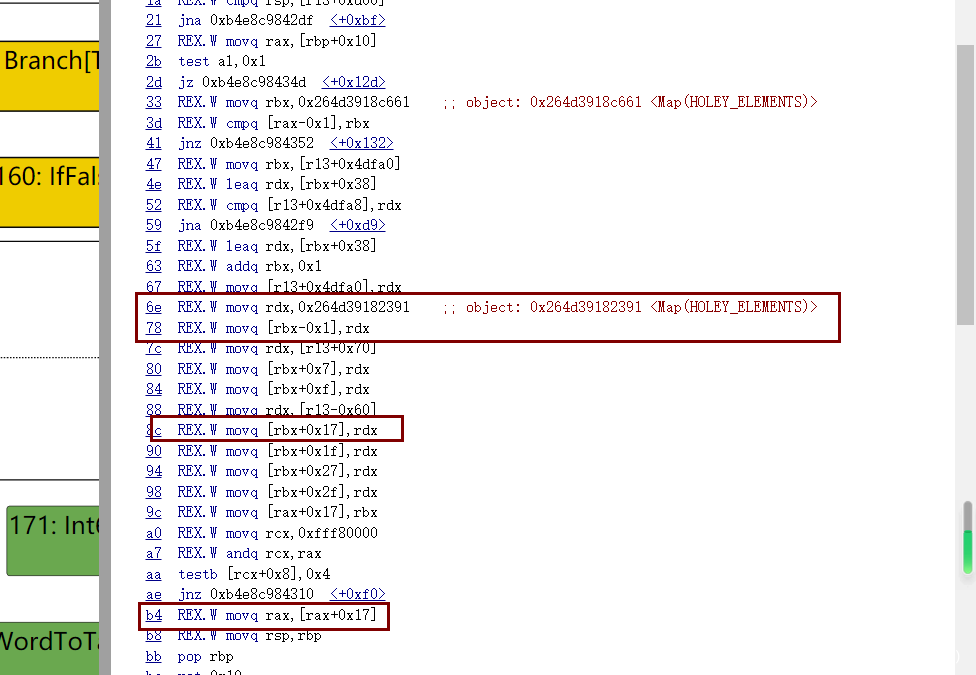 1a REX.W cmpq rsp,[r13+0xd00]
21 jna 0xb4e8c9842df <+0xbf>
27 REX.W movq rax,[rbp+0x10]
2b test al,0x1
2d jz 0xb4e8c98434d <+0x12d>
33 REX.W movq rbx,0x264d3918c661 ;; object: 0x264d3918c661 <Map(HOLEY_ELEMENTS)>
3d REX.W cmpq [rax-0x1],rbx
41 jnz 0xb4e8c984352 <+0x132>
47 REX.W movq rbx,[r13+0x4dfa0]
4e REX.W leaq rdx,[rbx+0x38]
52 REX.W cmpq [r13+0x4dfa8],rdx
59 jna 0xb4e8c9842f9 <+0xd9>
5f REX.W leaq rdx,[rbx+0x38]
63 REX.W addq rbx,0x1
67 REX.W movq [r13+0x4dfa0],rdx
6e REX.W movq rdx,0x264d39182391 ;; object: 0x264d39182391 <Map(HOLEY_ELEMENTS)>
78 REX.W movq [rbx-0x1],rdx
7c REX.W movq rdx,[r13+0x70]
80 REX.W movq [rbx+0x7],rdx
84 REX.W movq [rbx+0xf],rdx
88 REX.W movq rdx,[r13-0x60]
8c REX.W movq [rbx+0x17],rdx
90 REX.W movq [rbx+0x1f],rdx
94 REX.W movq [rbx+0x27],rdx
98 REX.W movq [rbx+0x2f],rdx
9c REX.W movq [rax+0x17],rbx
a0 REX.W movq rcx,0xfff80000
a7 REX.W andq rcx,rax
aa testb [rcx+0x8],0x4
ae jnz 0xb4e8c984310 <+0xf0>
b4 REX.W movq rax,[rax+0x17]
b8 REX.W movq rsp,rbp
bb pop rbp
Branch[T
160: IfFals
171: Int6
WordToTa